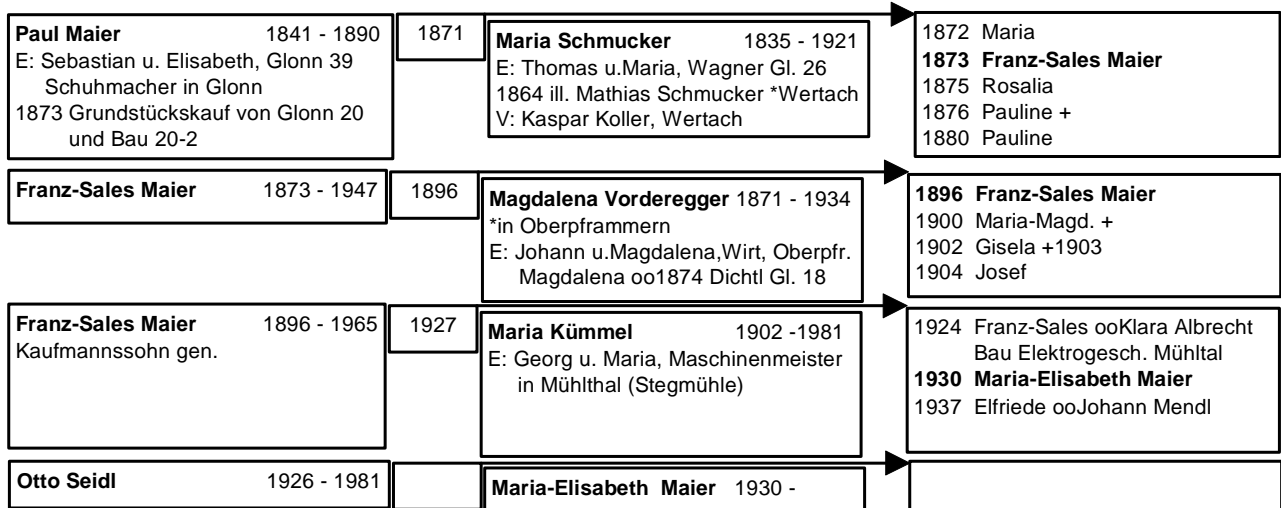 Paul Maier 1841 - 1890
E: Sebastian u. Elisabeth, Glonn 39
Schuhmacher in Glonn
1873 Grundstückskauf von Glonn 20
und Bau 20-2
1871
Maria Schmucker 1835 - 1921
E: Thomas u.Maria, Wagner Gl. 26
1864 ill. Mathias Schmucker *Wertach
V: Kaspar Koller, Wertach
1872 Maria
1873 Franz-Sales Maier
1875 Rosalia
1876 Pauline +
1880 Pauline
Franz-Sales Maier 1873 - 1947
1896
Magdalena Vorderegger 1871 - 1934
*in Oberpframmern
E: Johann u.Magdalena,Wirt, Oberpfr.
Magdalena oo1874 Dichtl Gl. 18
1896 Franz-Sales Maier
1900 Maria-Magd. +
1902 Gisela +1903
1904 Josef
Franz-Sales Maier 1896 - 1965
Kaufmannssohn gen.
1927
Maria Kümmel 1902 -1981
E: Georg u. Maria, Maschinenmeister
in Mühlthal (Stegmühle)
1924 Franz-Sales ooKlara Albrecht
Bau Elektrogesch. Mühltal
1930 Maria-Elisabeth Maier
1937 Elfriede ooJohann Mendl
Otto Seidl 1926 - 1981
Maria-Elisabeth Maier 1930 -